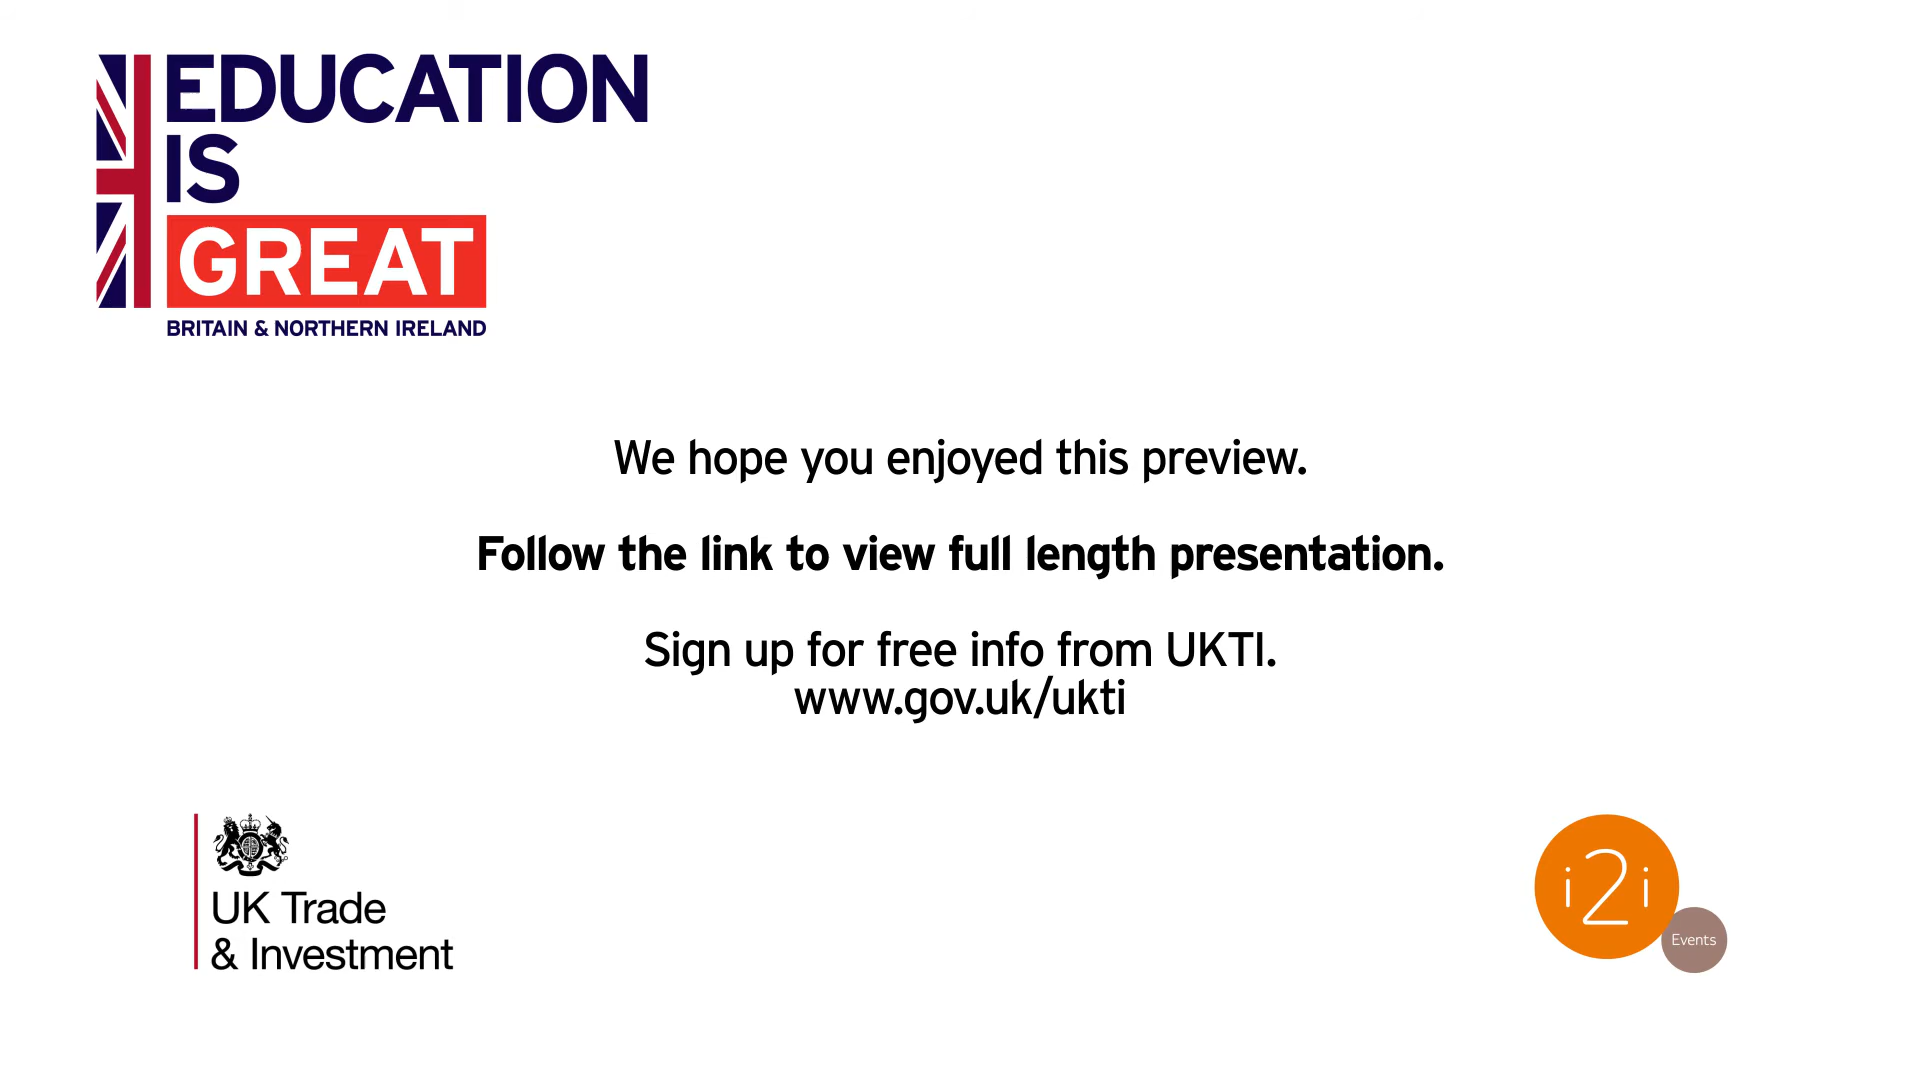 EDUCATION
IS
GREAT
BRITAIN & NORTHERN IRELAND
We hope you enjoyed this preview.
Follow the link to view full length presentation.
Sign up for free info from UKTI.
www.gov.uk/ukti
UK Trade
& Investment
i2i
Events